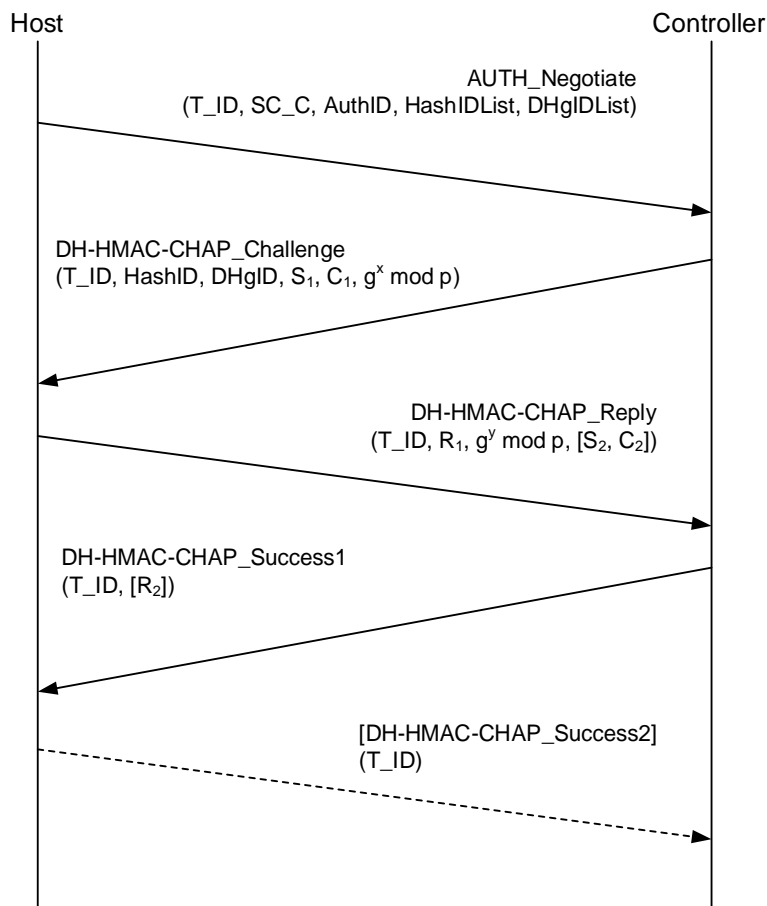 Host
Controller
AUTH_Negotiate
(T_ID, SC_C, AuthID, HashIDList, DHgIDList)
DH-HMAC-CHAP_Challenge
(T_ID, HashID, DHgID, S₁, C₁, gˣ mod p)
DH-HMAC-CHAP_Reply
(T_ID, R₁, gʸ mod p, [S₂, C₂])
DH-HMAC-CHAP_Success1
(T_ID, [R₂])
[DH-HMAC-CHAP_Success2]
(T_ID)